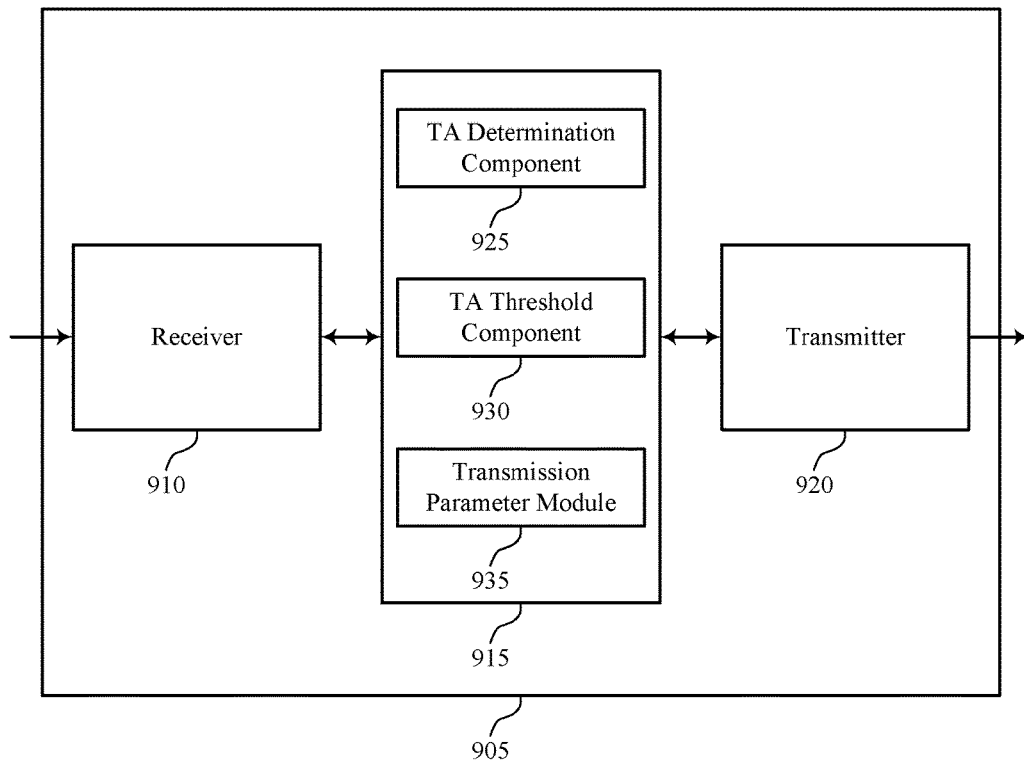 TA Determination
Component
925
Receiver
910
TA Threshold
Component
930
Transmitter
920
Transmission
Parameter Module
935
915
905